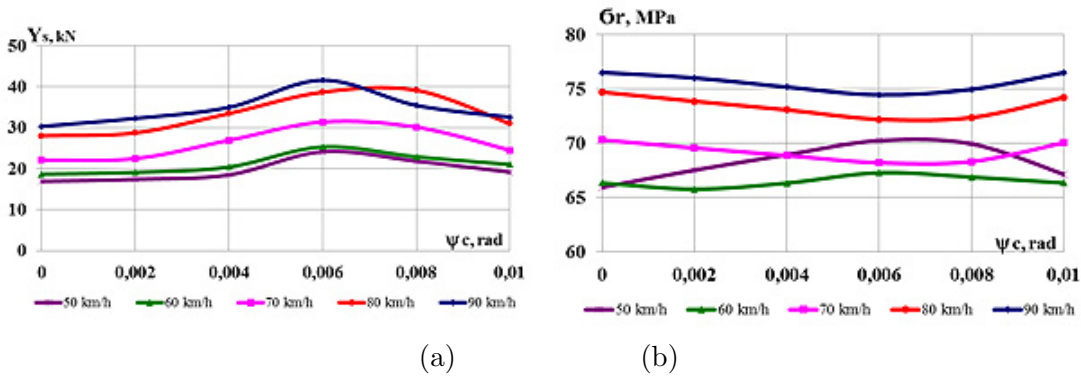 Ys, kN
50
40
30
20
10
0
ψ c, rad
0 0,002 0,004 0,006 0,008 0,01
50 km/h 60 km/h 70 km/h 80 km/h 90 km/h
(a)
бr, MPa
80
75
70
65
60
ψ c, rad
0 0,002 0,004 0,006 0,008 0,01
50 km/h 60 km/h 70 km/h 80 km/h 90 km/h
(b)